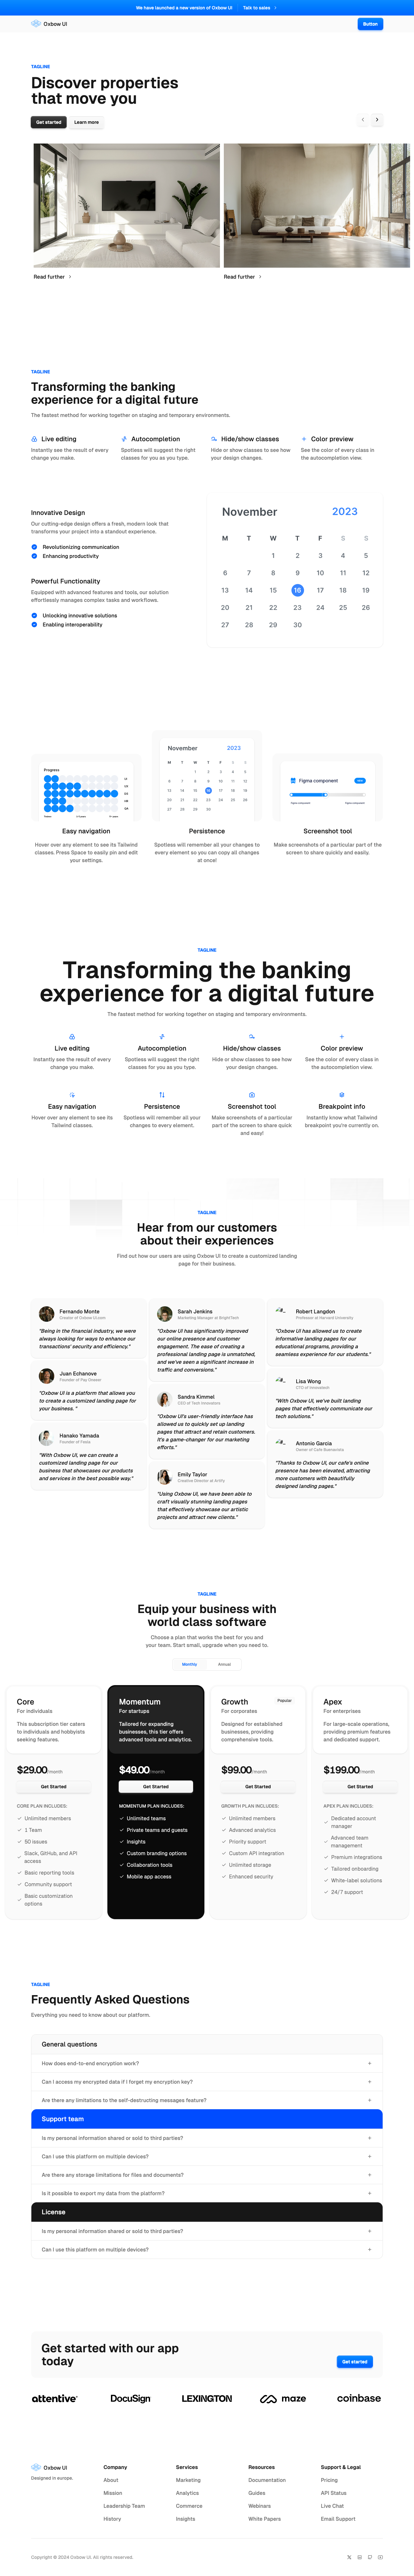 We have launched a new version of Oxbow UI
Talk to sales
Oxbow UI
Button
TAGLINE
Discover properties
that move you
Get started
Learn more
Read further
Read further
TAGLINE
Transforming the banking
experience for a digital future
The fastest method for working together on staging and temporary environments.
Live editing
Instantly see the result of every
change you make.
Autocompletion
Spotless will suggest the right
classes for you as you type.
Hide/show classes
Hide or show classes to see how
your design changes.
Color preview
See the color of every class in
the autocompletion view.
Innovative Design
Our cutting-edge design offers a fresh, modern look that
transforms your project into a standout experience.
Revolutionizing communication
Enhancing productivity
Powerful Functionality
Equipped with advanced features and tools, our solution
effortlessly manages complex tasks and workflows.
Unlocking innovative solutions
Enabling interoperability
November 2023
M T W T F S S
1 2 3 4 5
6 7 8 9 10 11 12
13 14 15 16 17 18 19
20 21 22 23 24 25 26
27 28 29 30
Progress
Easy navigation
Hover over any element to see its Tailwind
classes. Press Space to easily pin and edit
your settings.
November 2023
M T W T F S S
1 2 3 4 5
6 7 8 9 10 11 12
13 14 15 16 17 18 19
20 21 22 23 24 25 26
27 28 29 30
Persistence
Spotless will remember all your changes to
every element so you can copy all changes
at once!
Figma component
Figma component
Figma component
Screenshot tool
Make screenshots of a particular part of the
screen to share quickly and easily.
TAGLINE
Transforming the banking
experience for a digital future
The fastest method for working together on staging and temporary environments.
Live editing
Instantly see the result of every
change you make.
Autocompletion
Spotless will suggest the right
classes for you as you type.
Hide/show classes
Hide or show classes to see how
your design changes.
Color preview
See the color of every class in
the autocompletion view.
Easy navigation
Hover over any element to see its
Tailwind classes.
Persistence
Spotless will remember all your
changes to every element.
Screenshot tool
Make screenshots of a particular
part of the screen to share quick
and easy!
Breakpoint info
Instantly know what Tailwind
breakpoint you're currently on.
TAGLINE
Hear from our customers
about their experiences
Find out how our users are using Oxbow UI to create a customized landing
page for their business.
Fernando Monte
Creator of Oxbow UI.com
"Being in the financial industry, we were
always looking for ways to enhance our
transactions' security and efficiency."
Juan Echanove
Founder of Pay Oneeer
"Oxbow UI is a platform that allows you
to create a customized landing page for
your business. "
Hanako Yamada
Founder of Feala
"With Oxbow UI, we can create a
customized landing page for our
business that showcases our products
and services in the best possible way."
Sarah Jenkins
Marketing Manager at BrightTech
"Oxbow UI has significantly improved
our online presence and customer
engagement. The ease of creating a
professional landing page is unmatched,
and we've seen a significant increase in
traffic and conversions."
Sandra Kimmel
CEO of Tech Innovators
"Oxbow UI's user-friendly interface has
allowed us to quickly set up landing
pages that attract and retain customers.
It's a game-changer for our marketing
efforts."
Emily Taylor
Creative Director at Artify
"Using Oxbow UI, we have been able to
craft visually stunning landing pages
that effectively showcase our artistic
projects and attract new clients."
Robert Langdon
Professor at Harvard University
"Oxbow UI has allowed us to create
informative landing pages for our
educational programs, providing a
seamless experience for our students."
Lisa Wong
CTO of Innovatech
"With Oxbow UI, we've built landing
pages that effectively communicate our
tech solutions."
Antonio Garcia
Owner of Cafe Buenavista
"Thanks to Oxbow UI, our cafe's online
presence has been elevated, attracting
more customers with beautifully
designed landing pages."
TAGLINE
Equip your business with
world class software
Choose a plan that works the best for you and
your team. Start small, upgrade when you need to.
Monthly
Annual
Core
For individuals
This subscription tier caters
to individuals and hobbyists
seeking features.
$29.00/month
Get Started
CORE PLAN INCLUDES:
Unlimited members
1 Team
50 issues
Slack, GitHub, and API
access
Basic reporting tools
Community support
Basic customization
options
Momentum
For startups
Tailored for expanding
businesses, this tier offers
advanced tools and analytics.
$49.00/month
Get Started
MOMENTUM PLAN INCLUDES:
Unlimited teams
Private teams and guests
Insights
Custom branding options
Collaboration tools
Mobile app access
Growth
Popular
For corporates
Designed for established
businesses, providing
comprehensive tools.
$99.00/month
Get Started
GROWTH PLAN INCLUDES:
Unlimited members
Advanced analytics
Priority support
Custom API integration
Unlimited storage
Enhanced security
Apex
For enterprises
For large-scale operations,
providing premium features
and dedicated support.
$199.00/month
Get Started
APEX PLAN INCLUDES:
Dedicated account
manager
Advanced team
management
Premium integrations
Tailored onboarding
White-label solutions
24/7 support
TAGLINE
Frequently Asked Questions
Everything you need to know about our platform.
General questions
How does end-to-end encryption work?
Can I access my encrypted data if I forget my encryption key?
Are there any limitations to the self-destructing messages feature?
Support team
Is my personal information shared or sold to third parties?
Can I use this platform on multiple devices?
Are there any storage limitations for files and documents?
Is it possible to export my data from the platform?
License
Is my personal information shared or sold to third parties?
Can I use this platform on multiple devices?
Get started with our app
today
Get started
attentive
DocuSign
LEXINGTON
maze
coinbase
Oxbow UI
Designed in europe.
Company
About
Mission
Leadership Team
History
Services
Marketing
Analytics
Commerce
Insights
Resources
Documentation
Guides
Webinars
White Papers
Support & Legal
Pricing
API Status
Live Chat
Email Support
Copyright © 2024 Oxbow UI. All rights reserved.